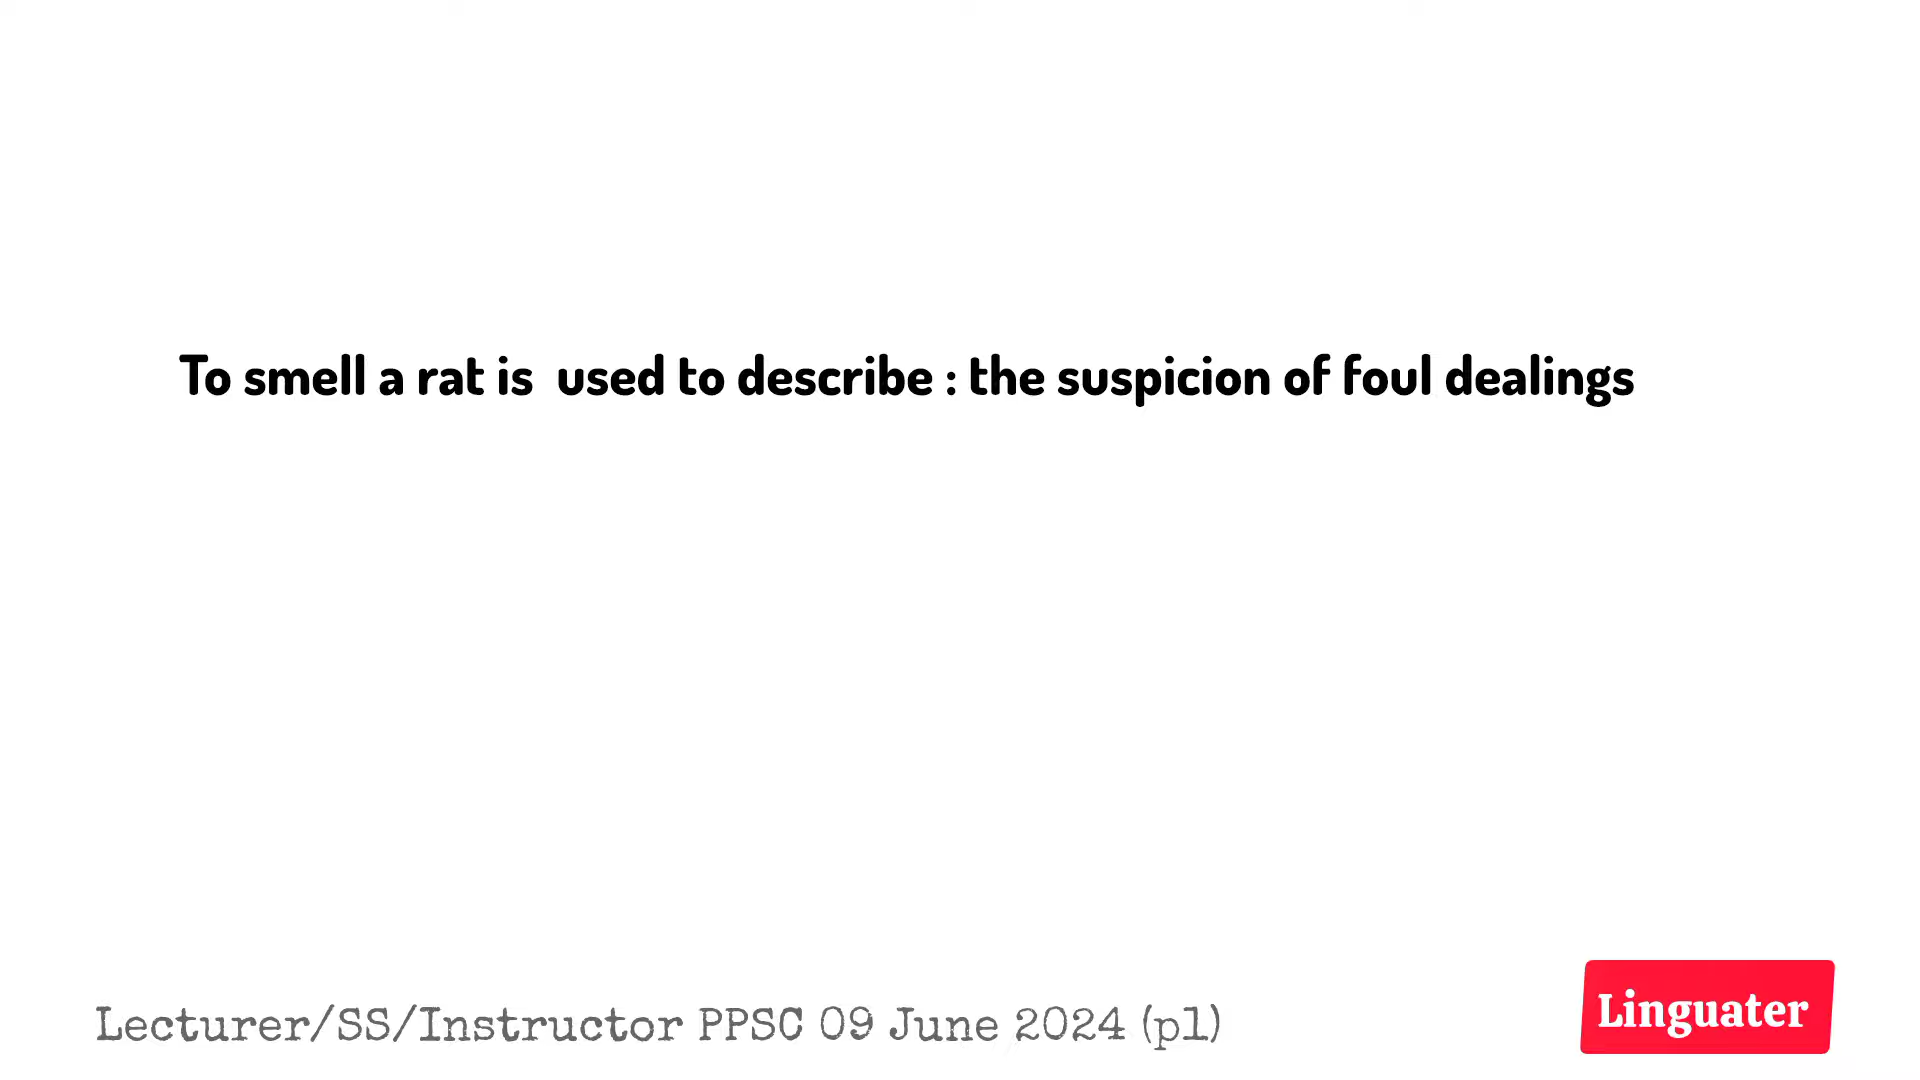 To smell a rat is  used to describe : the suspicion of foul dealings
Lecturer/SS/Instructor PPSC 09 June 2024 (p1)
Linguater